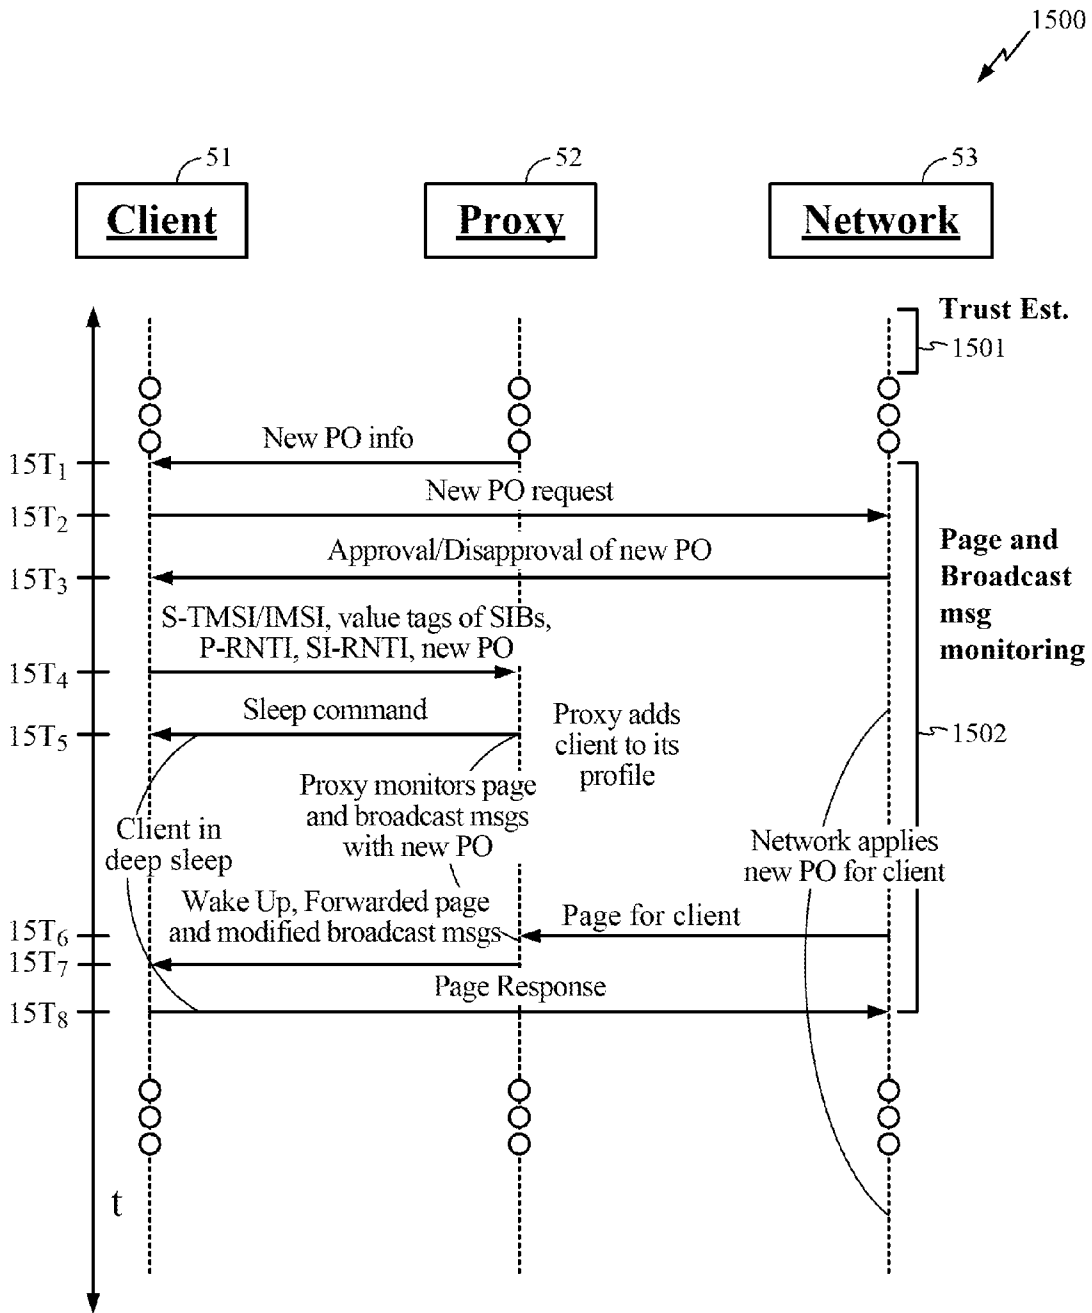 1500
51
52
53
Client
Proxy
Network
Trust Est.
1501
New PO info
15T1
New PO request
15T2
Approval/Disapproval of new PO
15T3
Page and
Broadcast
msg
monitoring
S-TMSI/IMSI, value tags of SIBs,
P-RNTI, SI-RNTI, new PO
15T4
Sleep command
15T5
Proxy adds
client to its
profile
1502
Proxy monitors page
and broadcast msgs
with new PO
Client in
deep sleep
Network applies
new PO for client
Wake Up, Forwarded page
and modified broadcast msgs
Page for client
15T6
15T7
Page Response
15T8
t